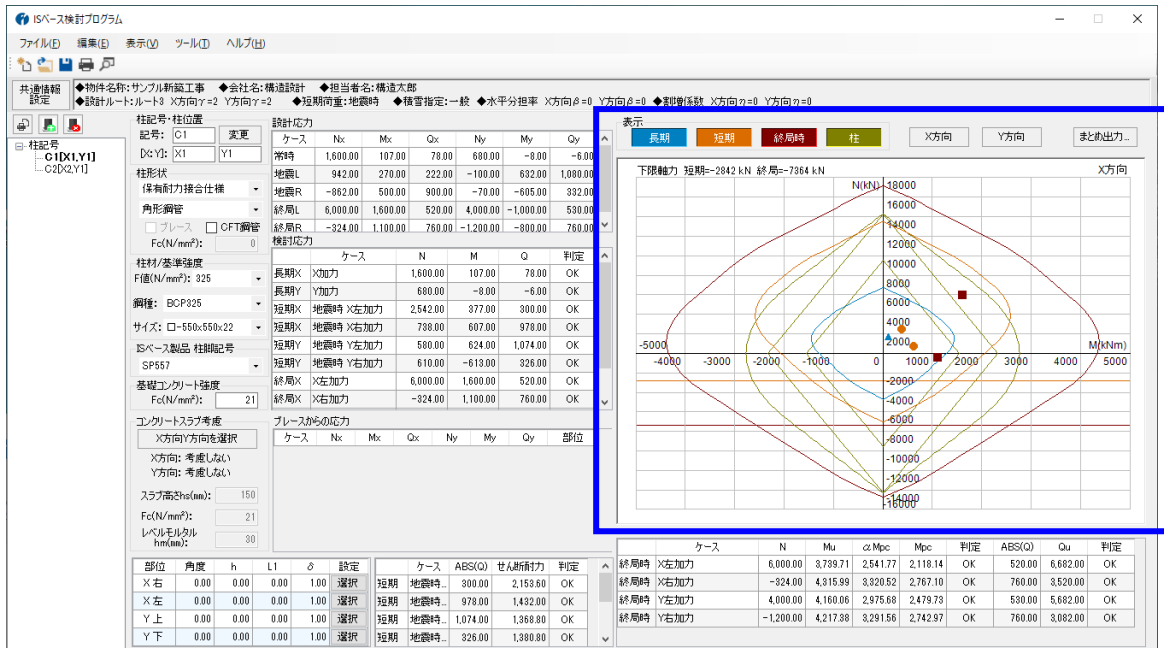 ISベース検討プログラム
ファイル(F) 編集(E) 表示(V) ツール(T) ヘルプ(H)
共通情報
設定
◆物件名称:サンプル新築工事 ◆会社名:構造設計 ◆担当者名:構造太郎
◆設計ルート:ルート3 X方向γ=2 Y方向γ=2 ◆短期荷重:地震時 ◆積雪指定:一般 ◆水平分担率 X方向β=0 Y方向β=0 ◆割増係数 X方向η=0 Y方向η=0
柱記号
C1[X1,Y1]
C2[X2,Y1]
柱記号・柱位置
記号: C1 変更
[X:Y]: X1 Y1
柱形状
保有耐力接合仕様
角形鋼管
ブレース CFT鋼管
Fc(N/mm²): 0
柱材/基準強度
F値(N/mm²): 325
鋼種: BCP325
サイズ: □-550x550x22
ISベース製品 柱脚記号
SP557
基礎コンクリート強度
Fc(N/mm²): 21
コンクリートスラブ考慮
X方向Y方向を選択
X方向: 考慮しない
Y方向: 考慮しない
スラブ高さhs(mm): 150
Fc(N/mm²): 21
レベルモルタル
hm(mm): 30
設計応力
ケース Nx Mx Qx Ny My Qy
常時 1,600.00 107.00 78.00 680.00 -8.00 -6.00
地震L 942.00 270.00 222.00 -100.00 632.00 1,080.00
地震R -862.00 500.00 900.00 -70.00 -605.00 332.00
終局L 6,000.00 1,600.00 520.00 4,000.00 -1,000.00 530.00
終局R -324.00 1,100.00 760.00 -1,200.00 -800.00 760.00
検討応力
ケース N M Q 判定
長期X X加力 1,600.00 107.00 78.00 OK
長期Y Y加力 680.00 -8.00 -6.00 OK
短期X 地震時 X左加力 2,542.00 377.00 300.00 OK
短期X 地震時 X右加力 738.00 607.00 978.00 OK
短期Y 地震時 Y左加力 580.00 624.00 1,074.00 OK
短期Y 地震時 Y右加力 610.00 -613.00 326.00 OK
終局X X左加力 6,000.00 1,600.00 520.00 OK
終局X X右加力 -324.00 1,100.00 760.00 OK
ブレースからの応力
ケース Nx Mx Qx Ny My Qy 部位
表示
長期 短期 終局時 柱 X方向 Y方向 まとめ出力...
下限軸力 短期=-2842 kN 終局=-7364 kN X方向
N(kN) 18000
16000
14000
12000
10000
8000
6000
4000
2000
-5000 M(kNm)
-4000 -3000 -2000 -1000 0 1000 2000 3000 4000 5000
-2000
-4000
-6000
-8000
-10000
-12000
-14000
-16000
部位 角度 h L1 δ 設定
X右 0.00 0.00 0.00 1.00 選択
X左 0.00 0.00 0.00 1.00 選択
Y上 0.00 0.00 0.00 1.00 選択
Y下 0.00 0.00 0.00 1.00 選択
ケース ABS(Q) せん断耐力 判定
短期 地震時... 300.00 2,153.60 OK
短期 地震時... 978.00 1,432.00 OK
短期 地震時... 1,074.00 1,368.80 OK
短期 地震時... 326.00 1,380.80 OK
ケース N Mu αMpc Mpc 判定 ABS(Q) Qu 判定
終局時 X左加力 6,000.00 3,739.71 2,541.77 2,118.14 OK 520.00 6,682.00 OK
終局時 X右加力 -324.00 4,315.99 3,320.52 2,767.10 OK 760.00 3,520.00 OK
終局時 Y左加力 4,000.00 4,160.06 2,975.68 2,479.73 OK 530.00 5,682.00 OK
終局時 Y右加力 -1,200.00 4,217.38 3,291.56 2,742.97 OK 760.00 3,082.00 OK